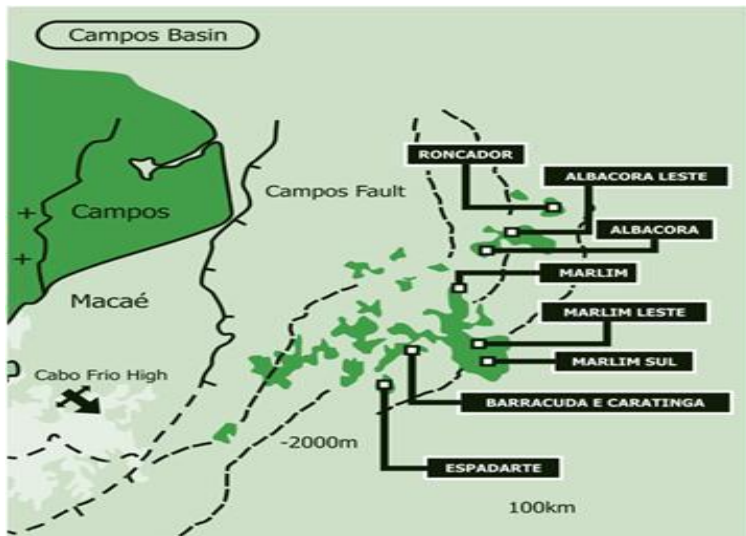 Campos Basin
RONCADOR
ALBACORA LESTE
Campos Fault
Campos
ALBACORA
MARLIM
Macaé
MARLIM LESTE
MARLIM SUL
Cabo Frio High
BARRACUDA E CARATINGA
-2000m
ESPADARTE
100km